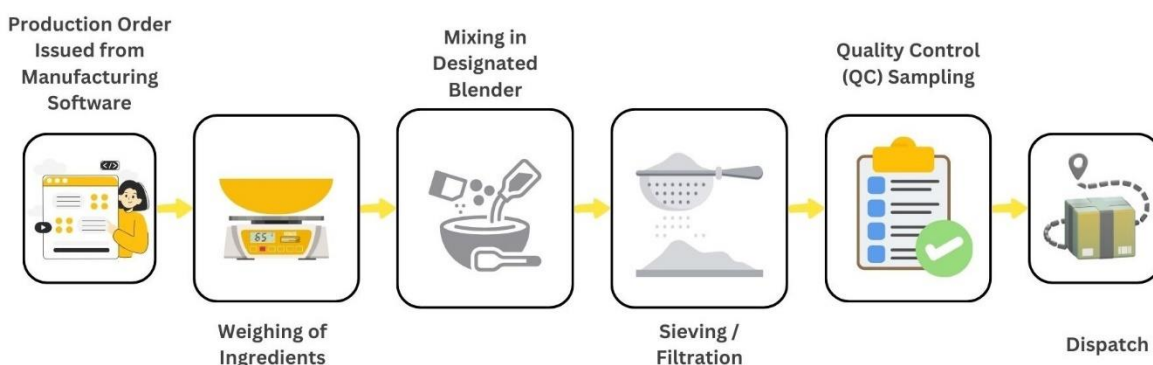 Production Order
Issued from
Manufacturing
Software
Weighing of
Ingredients
Mixing in
Designated
Blender
Sieving /
Filtration
Quality Control
(QC) Sampling
Dispatch